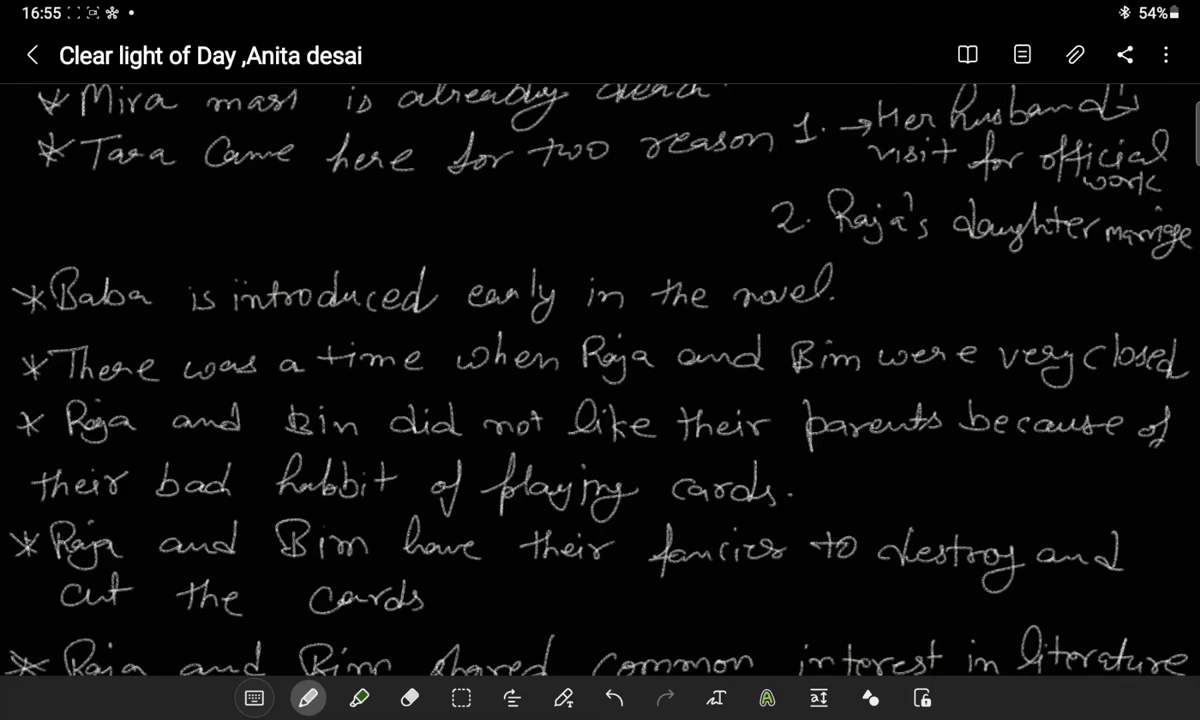 16:55
54%
Clear light of Day ,Anita desai
* Mira masi is already dead.
* Tara Came here for two reason 1. → Her husband's
visit for official
work
2. Raja's daughter marriage
* Baba is introduced early in the novel.
* There was a time when Raja and Bim were very closed
* Raja and Bim did not like their parents because of
their bad habbit of playing cards.
* Raja and Bim have their fancies to destroy and
cut the cards
* Raja and Bim shared common interest in literature